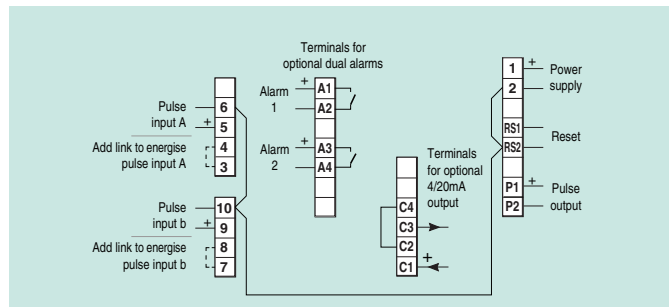 Terminals for
optional dual alarms
Pulse
input A
+
6
5
4
3
Add link to energise
pulse input A
Pulse
input b
+
10
9
8
7
Add link to energise
pulse input b
Alarm
1
+
A1
A2
Alarm
2
+
A3
A4
Terminals
for optional
4/20mA
output
C4
C3
C2
C1
+
1
2
+
Power
supply
RS1
RS2
Reset
P1
P2
+
Pulse
output